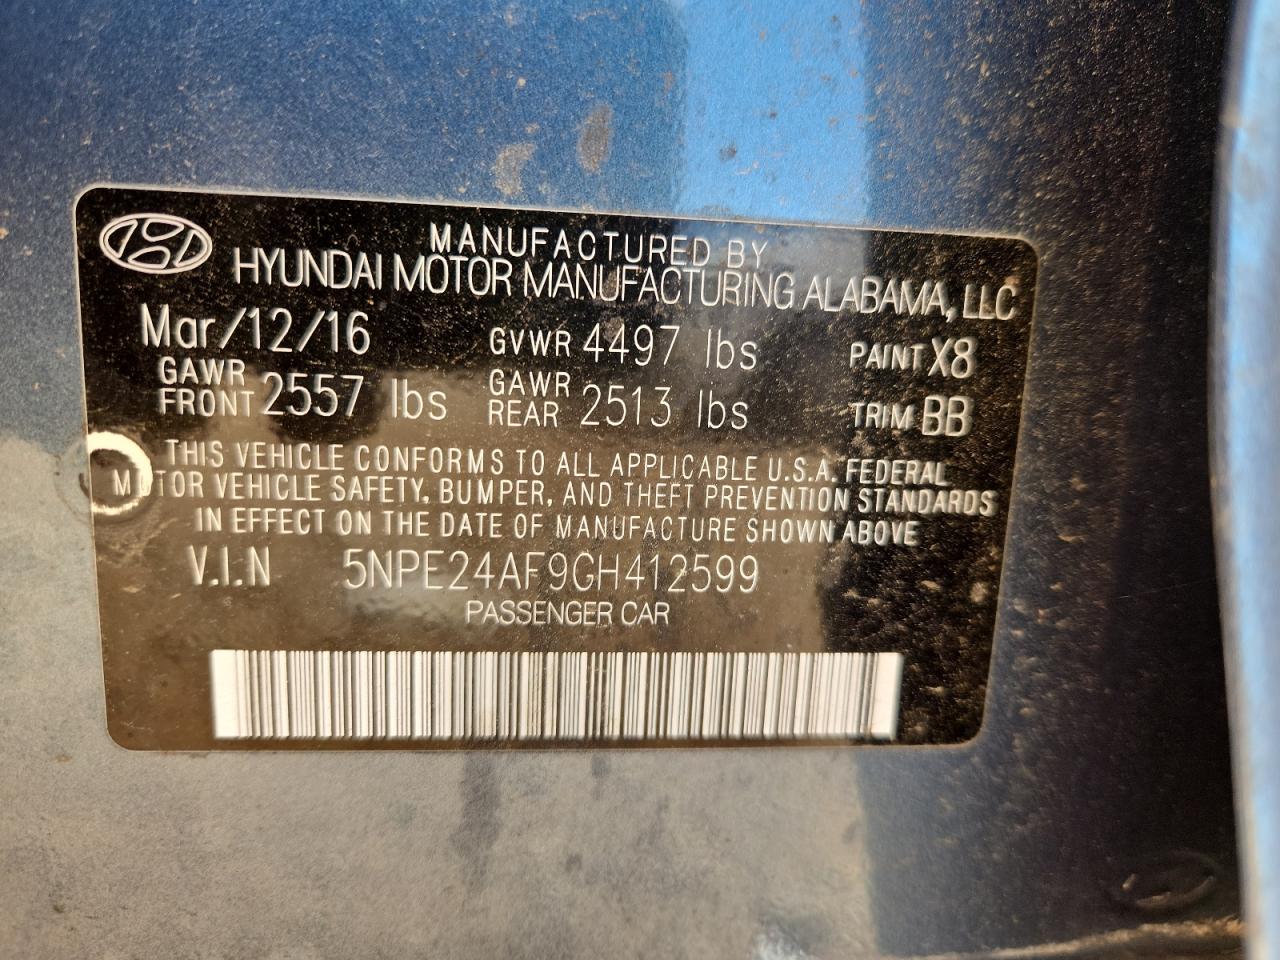 MANUFACTURED BY
HYUNDAI MOTOR MANUFACTURING ALABAMA, LLC
Mar/12/16 GVWR 4497 lbs PAINT X8
GAWR FRONT 2557 lbs GAWR REAR 2513 lbs TRIM BB
THIS VEHICLE CONFORMS TO ALL APPLICABLE U.S.A. FEDERAL
MOTOR VEHICLE SAFETY, BUMPER, AND THEFT PREVENTION STANDARDS
IN EFFECT ON THE DATE OF MANUFACTURE SHOWN ABOVE
V.I.N 5NPE24AF9GH412599
PASSENGER CAR